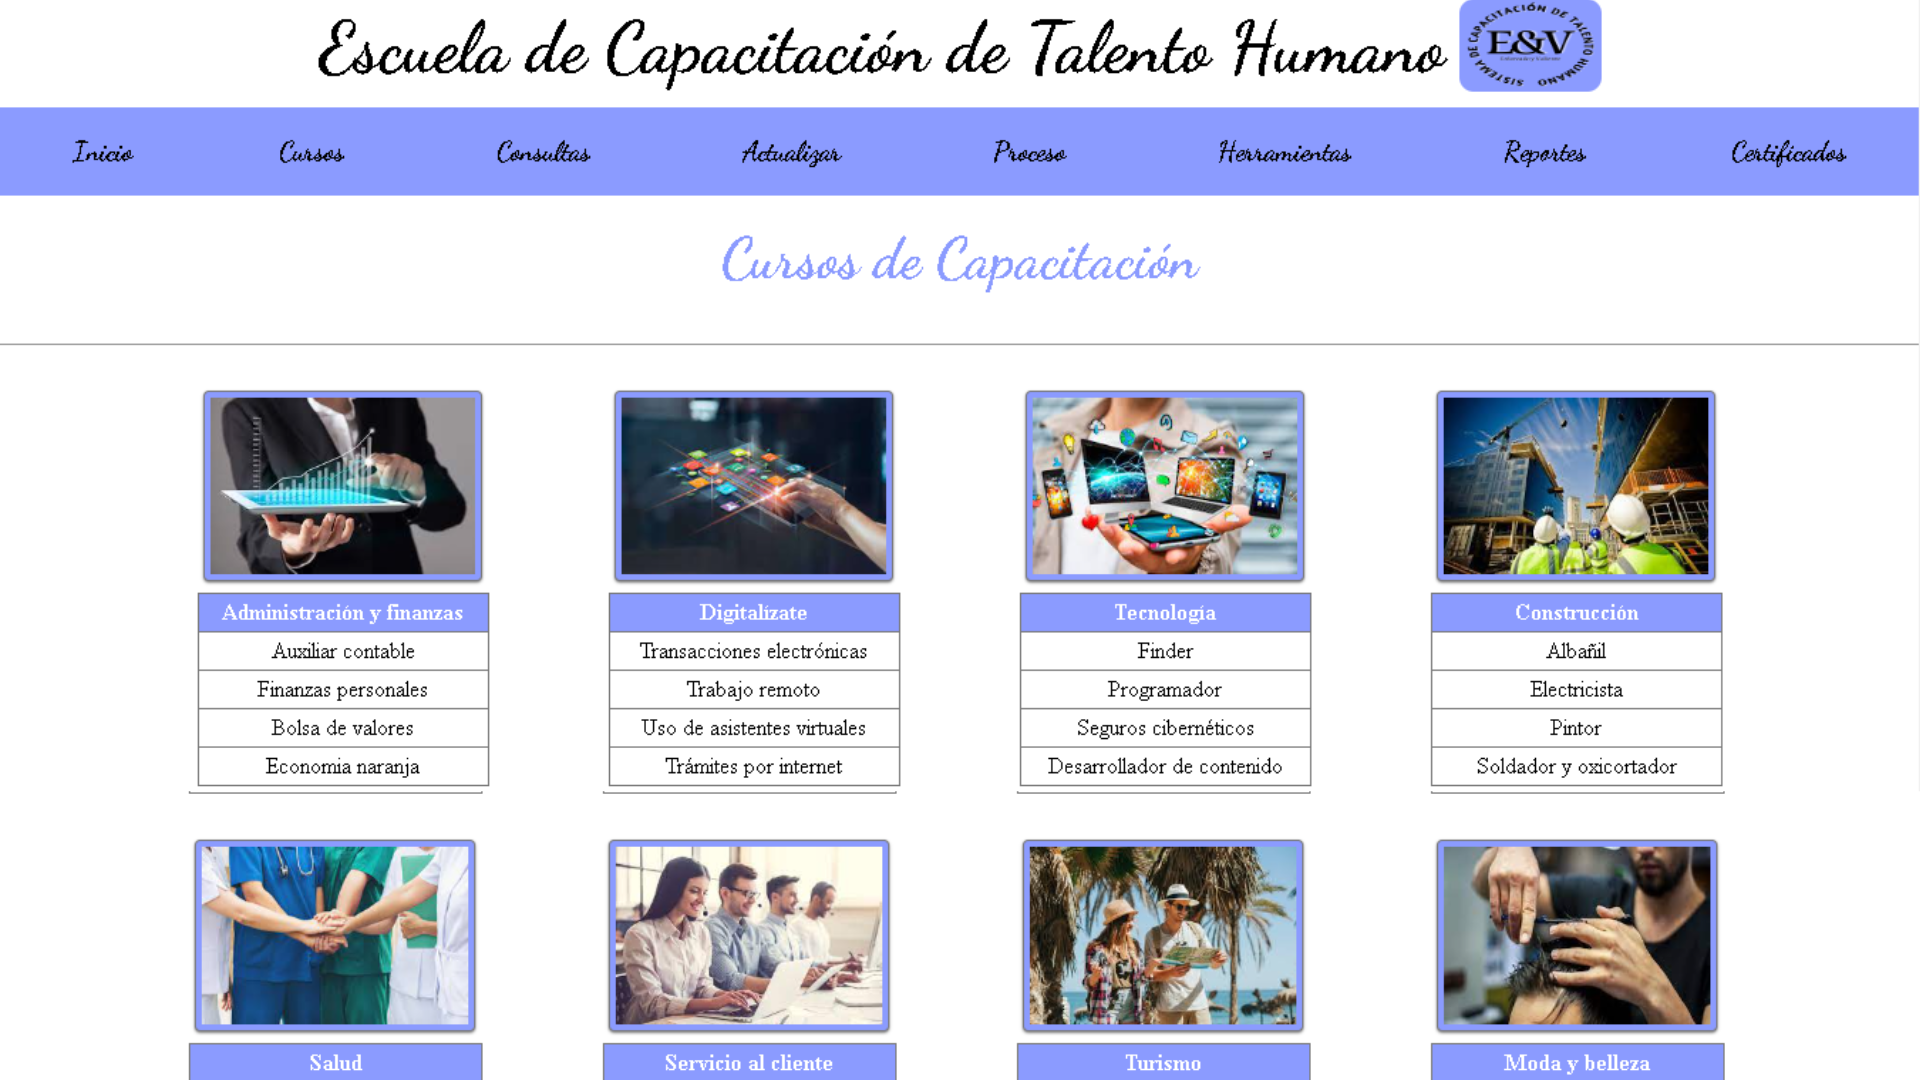 Escuela de Capacitación de Talento Humano
SISTEMA DE CAPACITACIÓN DE TALENTO HUMANO
E&V
Inicio Cursos Consultas Actualizar Proceso Herramientas Reportes Certificados
Cursos de Capacitación
Administración y finanzas
Auxiliar contable
Finanzas personales
Bolsa de valores
Economia naranja
Digitalízate
Transacciones electrónicas
Trabajo remoto
Uso de asistentes virtuales
Trámites por internet
Tecnología
Finder
Programador
Seguros cibernéticos
Desarrollador de contenido
Construcción
Albañil
Electricista
Pintor
Soldador y oxicortador
Salud
Servicio al cliente
Turismo
Moda y belleza